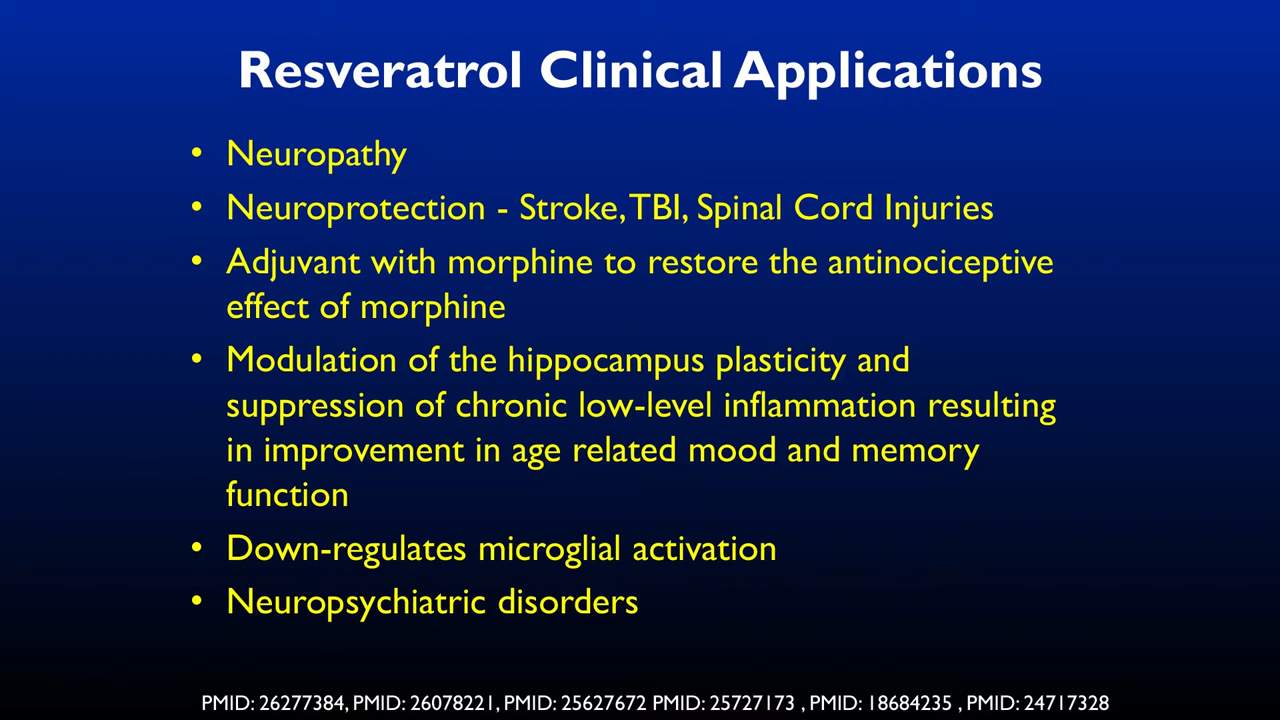 Resveratrol Clinical Applications
• Neuropathy
• Neuroprotection - Stroke, TBI, Spinal Cord Injuries
• Adjuvant with morphine to restore the antinociceptive
effect of morphine
• Modulation of the hippocampus plasticity and
suppression of chronic low-level inflammation resulting
in improvement in age related mood and memory
function
• Down-regulates microglial activation
• Neuropsychiatric disorders
PMID: 26277384, PMID: 26078221, PMID: 25627672 PMID: 25727173 , PMID: 18684235 , PMID: 24717328